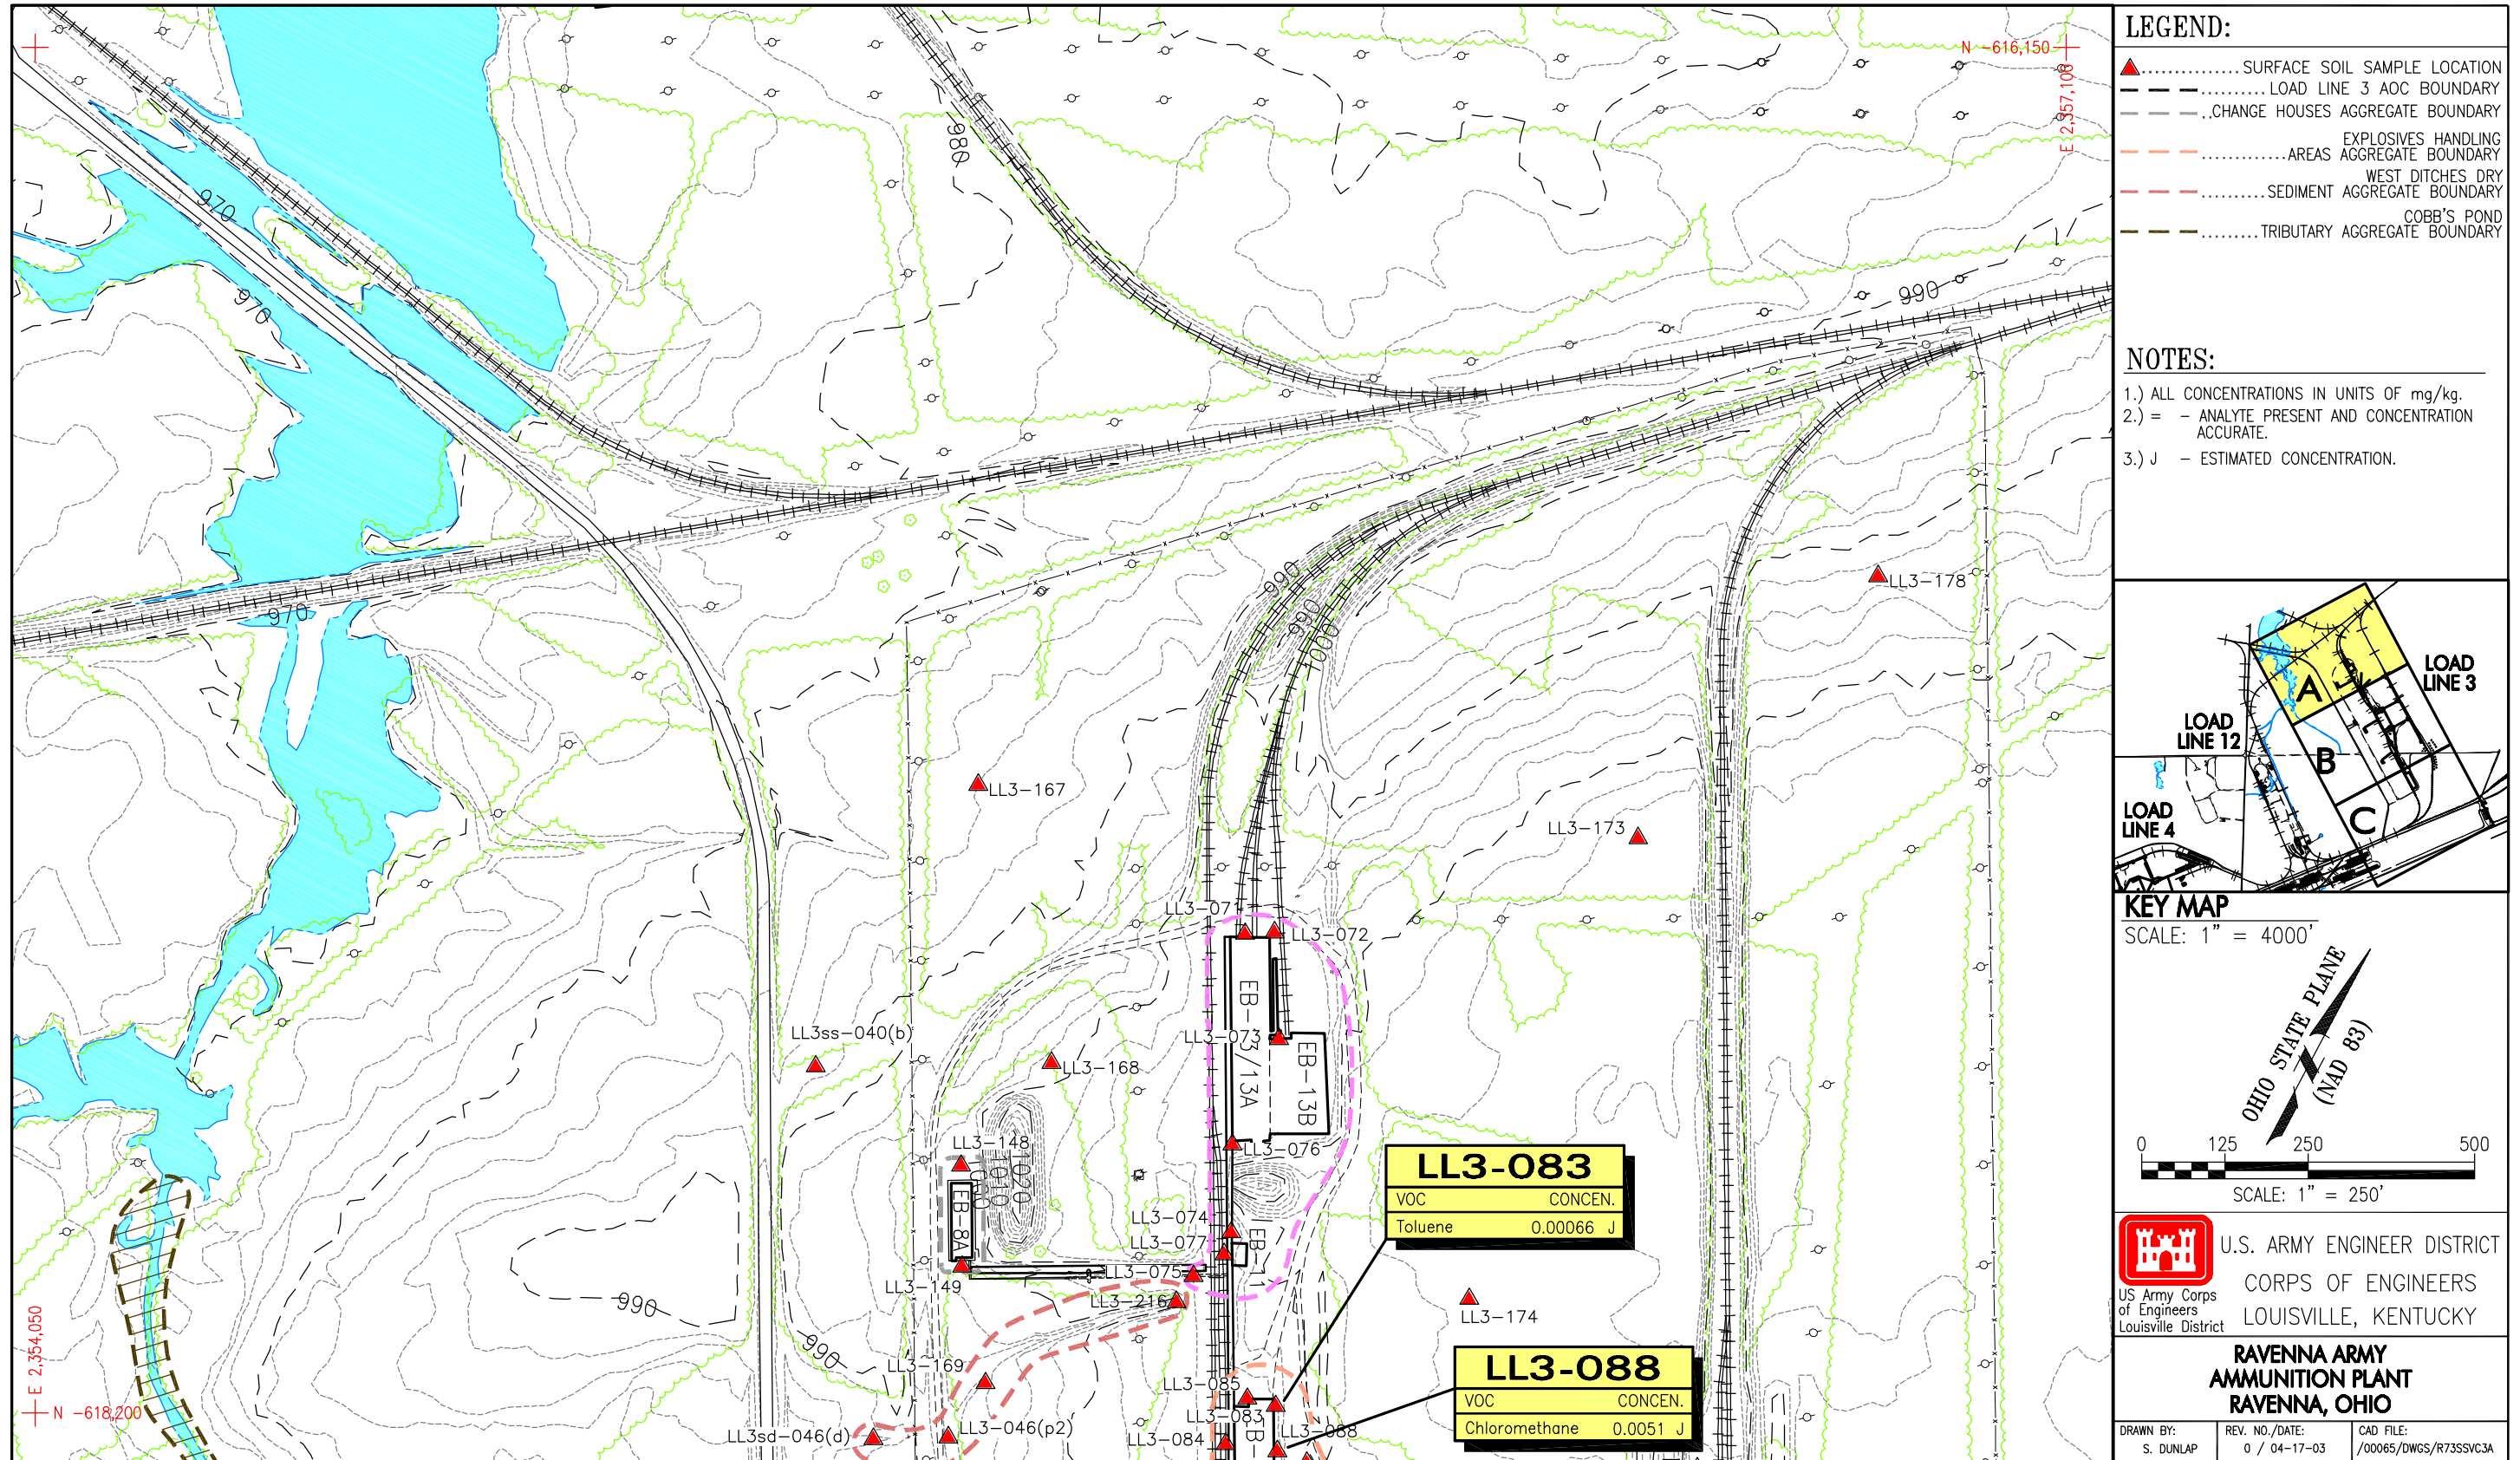 N -616,150
E 2,357,100
980
970
970
990
970
990
990
1000
LL3-178
LL3-167
LL3-173
LL3-071
LL3-072
EB-13B
LL3-073
LL3ss-040(b)
LL3-168
LL3-076
LL3-148
1020
1010
EB-8A
LL3-074
LL3-077
LL3-075
LL3-149
LL3-216
LL3-174
990
990
LL3-169
LL3-085
LL3-083
LL3-088
LL3-084
LL3sd-046(d)
LL3-046(p2)
E 2,354,050
N -618,200
LL3-083
VOC CONCEN.
Toluene 0.00066 J
LL3-088
VOC CONCEN.
Chloromethane 0.0051 J
LEGEND:
SURFACE SOIL SAMPLE LOCATION
LOAD LINE 3 AOC BOUNDARY
CHANGE HOUSES AGGREGATE BOUNDARY
EXPLOSIVES HANDLING
AREAS AGGREGATE BOUNDARY
WEST DITCHES DRY
SEDIMENT AGGREGATE BOUNDARY
COBB'S POND
TRIBUTARY AGGREGATE BOUNDARY
NOTES:
1.) ALL CONCENTRATIONS IN UNITS OF mg/kg.
2.) = - ANALYTE PRESENT AND CONCENTRATION
ACCURATE.
3.) J - ESTIMATED CONCENTRATION.
LOAD
LINE 3
A
LOAD
LINE 12
B
LOAD
LINE 4
C
KEY MAP
SCALE: 1" = 4000'
OHIO STATE PLANE
(NAD 83)
0 125 250 500
SCALE: 1" = 250'
US Army Corps
of Engineers
Louisville District
U.S. ARMY ENGINEER DISTRICT
CORPS OF ENGINEERS
LOUISVILLE, KENTUCKY
RAVENNA ARMY
AMMUNITION PLANT
RAVENNA, OHIO
DRAWN BY:
S. DUNLAP
REV. NO./DATE:
0 / 04-17-03
CAD FILE:
/00065/DWGS/R73SSVC3A